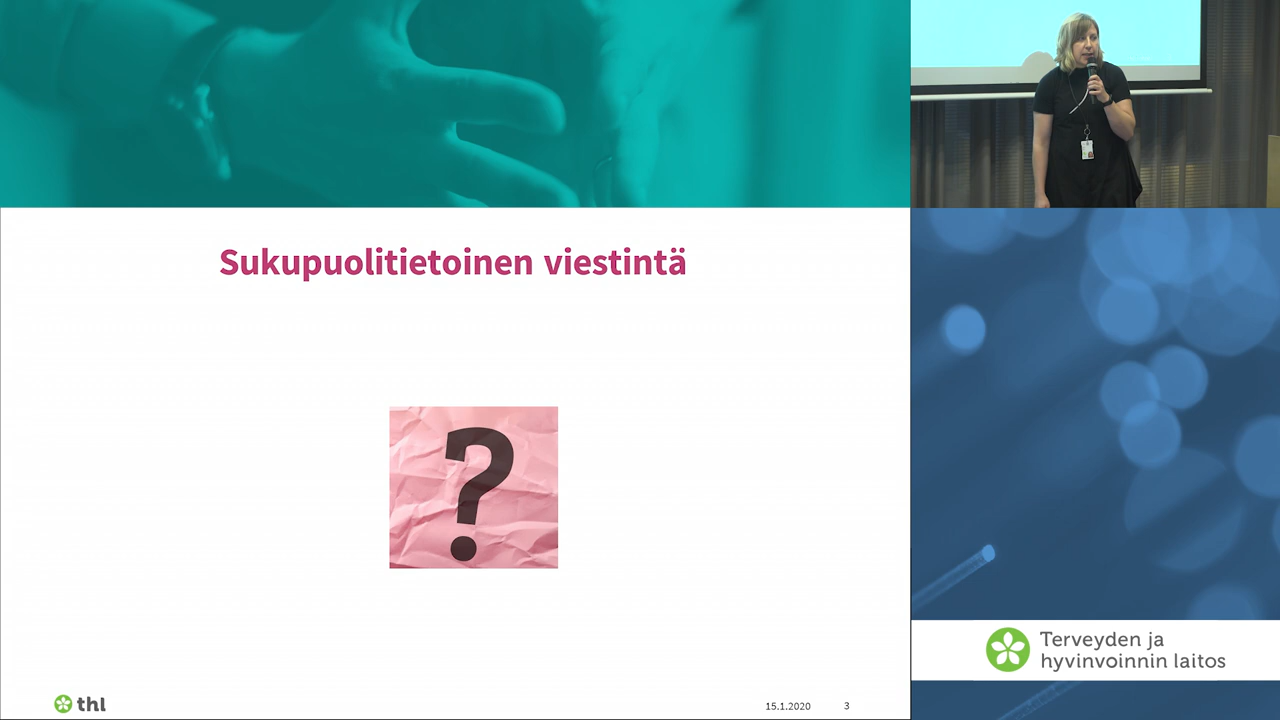 Sukupuolitietoinen viestintä
?
thl
15.1.2020
3
Terveyden ja
hyvinvoinnin laitos